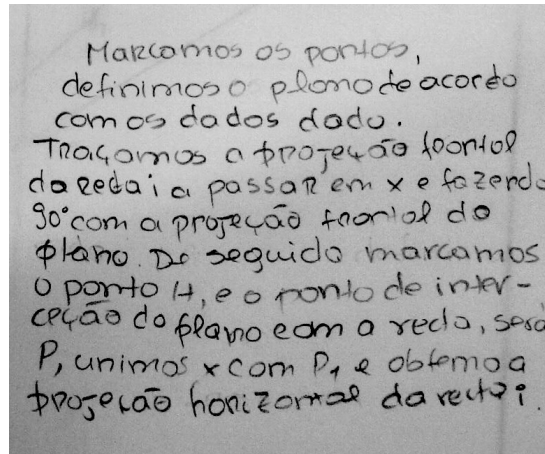 Marcamos os pontos,
definimos o plano de acordo
com os dados dado.
Traçamos a projeção frontal
da recta i a passar em x e fazendo
90° com a projeção frontal do
plano. De seguido marcamos
o ponto H, e o ponto de inter-
ceção do plano com a recta, será
P, unimos x com P1 e obtemo a
projeção horizontal da recta i.